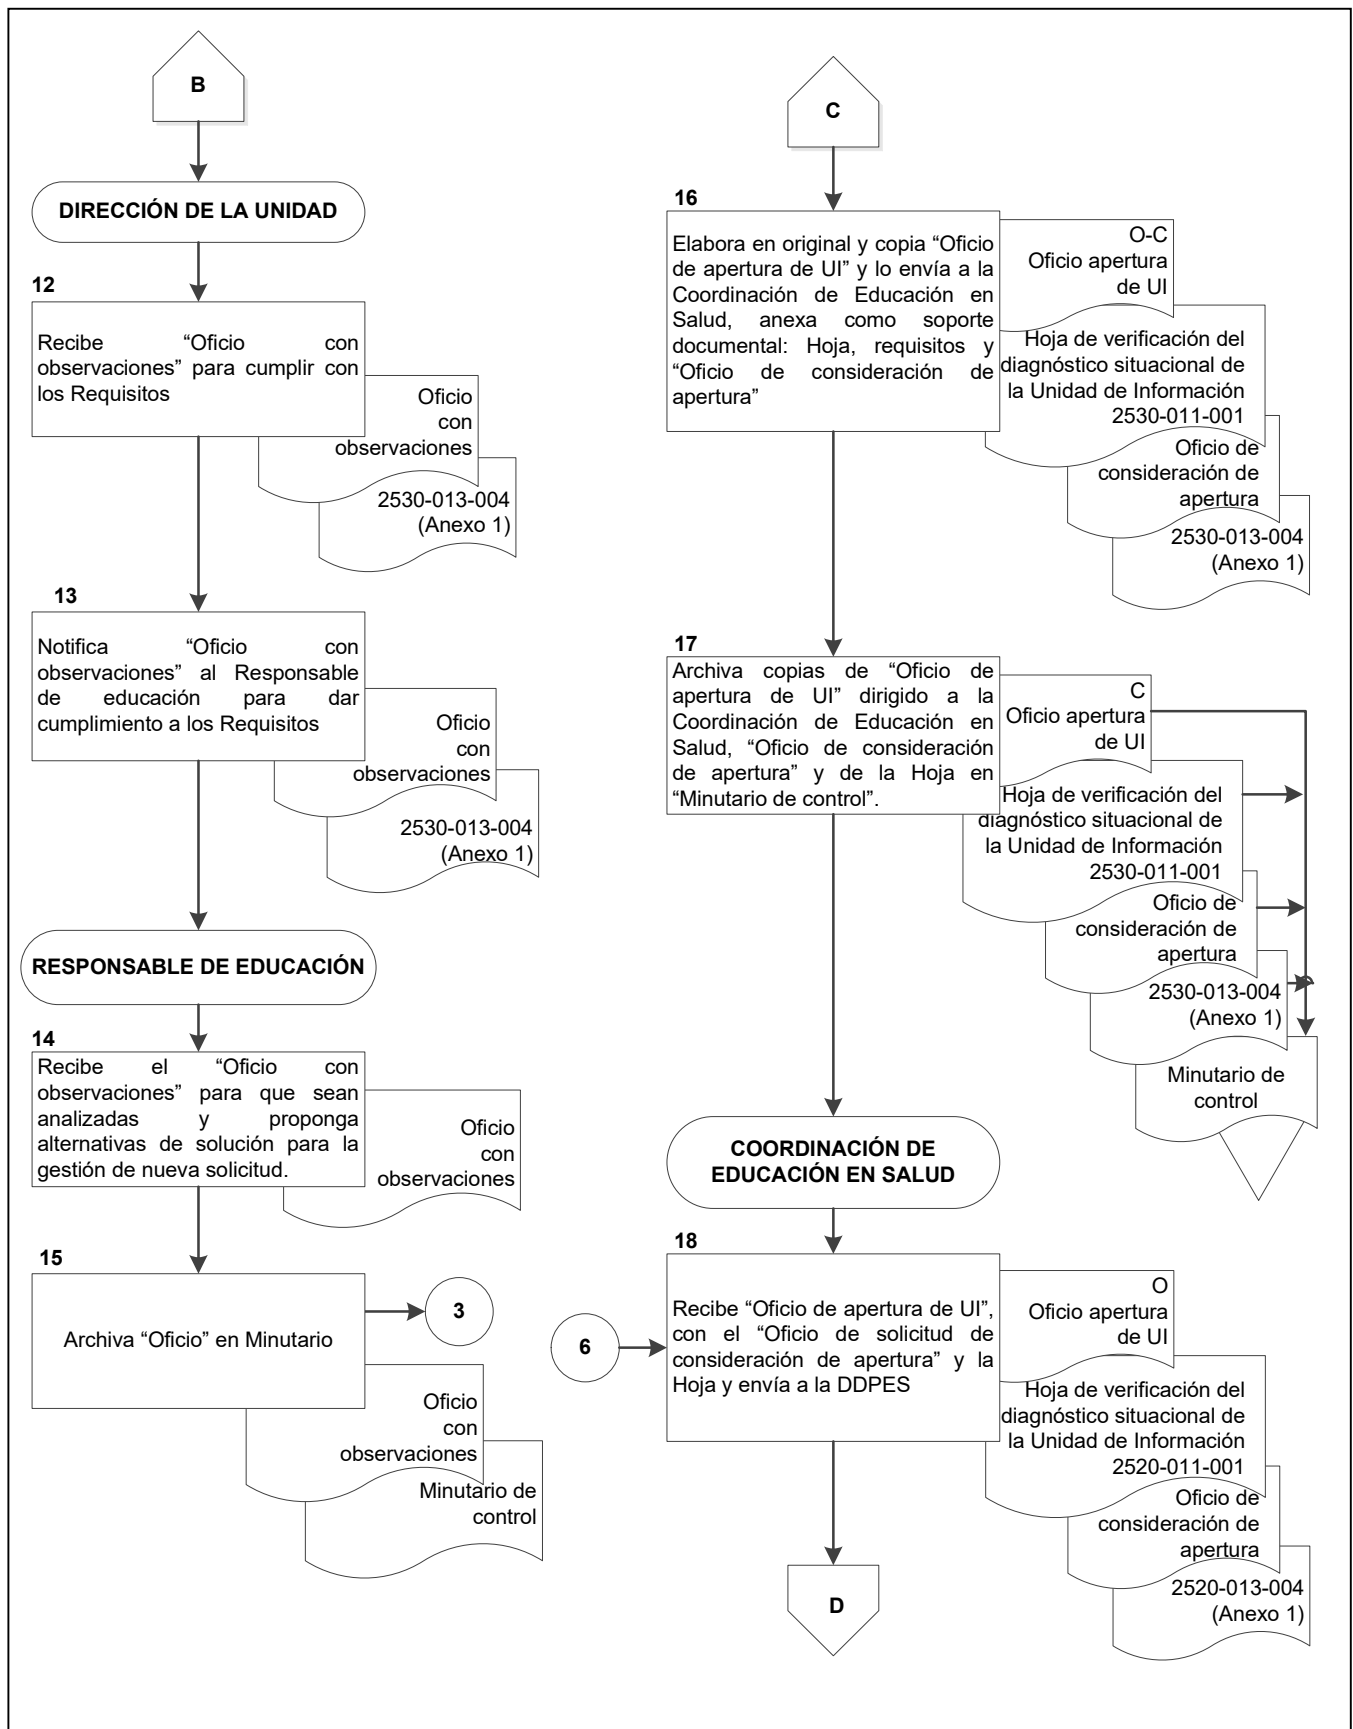 B
DIRECCIÓN DE LA UNIDAD
12
Recibe “Oficio con
observaciones” para cumplir con
los Requisitos
Oficio
con
observaciones
2530-013-004
(Anexo 1)
13
Notifica “Oficio con
observaciones” al Responsable
de educación para dar
cumplimiento a los Requisitos
Oficio
con
observaciones
2530-013-004
(Anexo 1)
RESPONSABLE DE EDUCACIÓN
14
Recibe el “Oficio con
observaciones” para que sean
analizadas y proponga
alternativas de solución para la
gestión de nueva solicitud.
Oficio
con
observaciones
15
Archiva “Oficio” en Minutario
3
Oficio
con
observaciones
Minutario de
control
C
16
Elabora en original y copia “Oficio
de apertura de UI” y lo envía a la
Coordinación de Educación en
Salud, anexa como soporte
documental: Hoja, requisitos y
“Oficio de consideración de
apertura”
O-C
Oficio apertura
de UI
Hoja de verificación del
diagnóstico situacional de
la Unidad de Información
2530-011-001
Oficio de
consideración de
apertura
2530-013-004
(Anexo 1)
17
Archiva copias de “Oficio de
apertura de UI” dirigido a la
Coordinación de Educación en
Salud, “Oficio de consideración
de apertura” y de la Hoja en
“Minutario de control”.
C
Oficio apertura
de UI
Hoja de verificación del
diagnóstico situacional de
la Unidad de Información
2530-011-001
Oficio de
consideración de
apertura
2530-013-004
(Anexo 1)
Minutario de
control
COORDINACIÓN DE
EDUCACIÓN EN SALUD
18
6
Recibe “Oficio de apertura de UI”,
con el “Oficio de solicitud de
consideración de apertura” y la
Hoja y envía a la DDPES
O
Oficio apertura
de UI
Hoja de verificación del
diagnóstico situacional de
la Unidad de Información
2520-011-001
Oficio de
consideración de
apertura
2520-013-004
(Anexo 1)
D